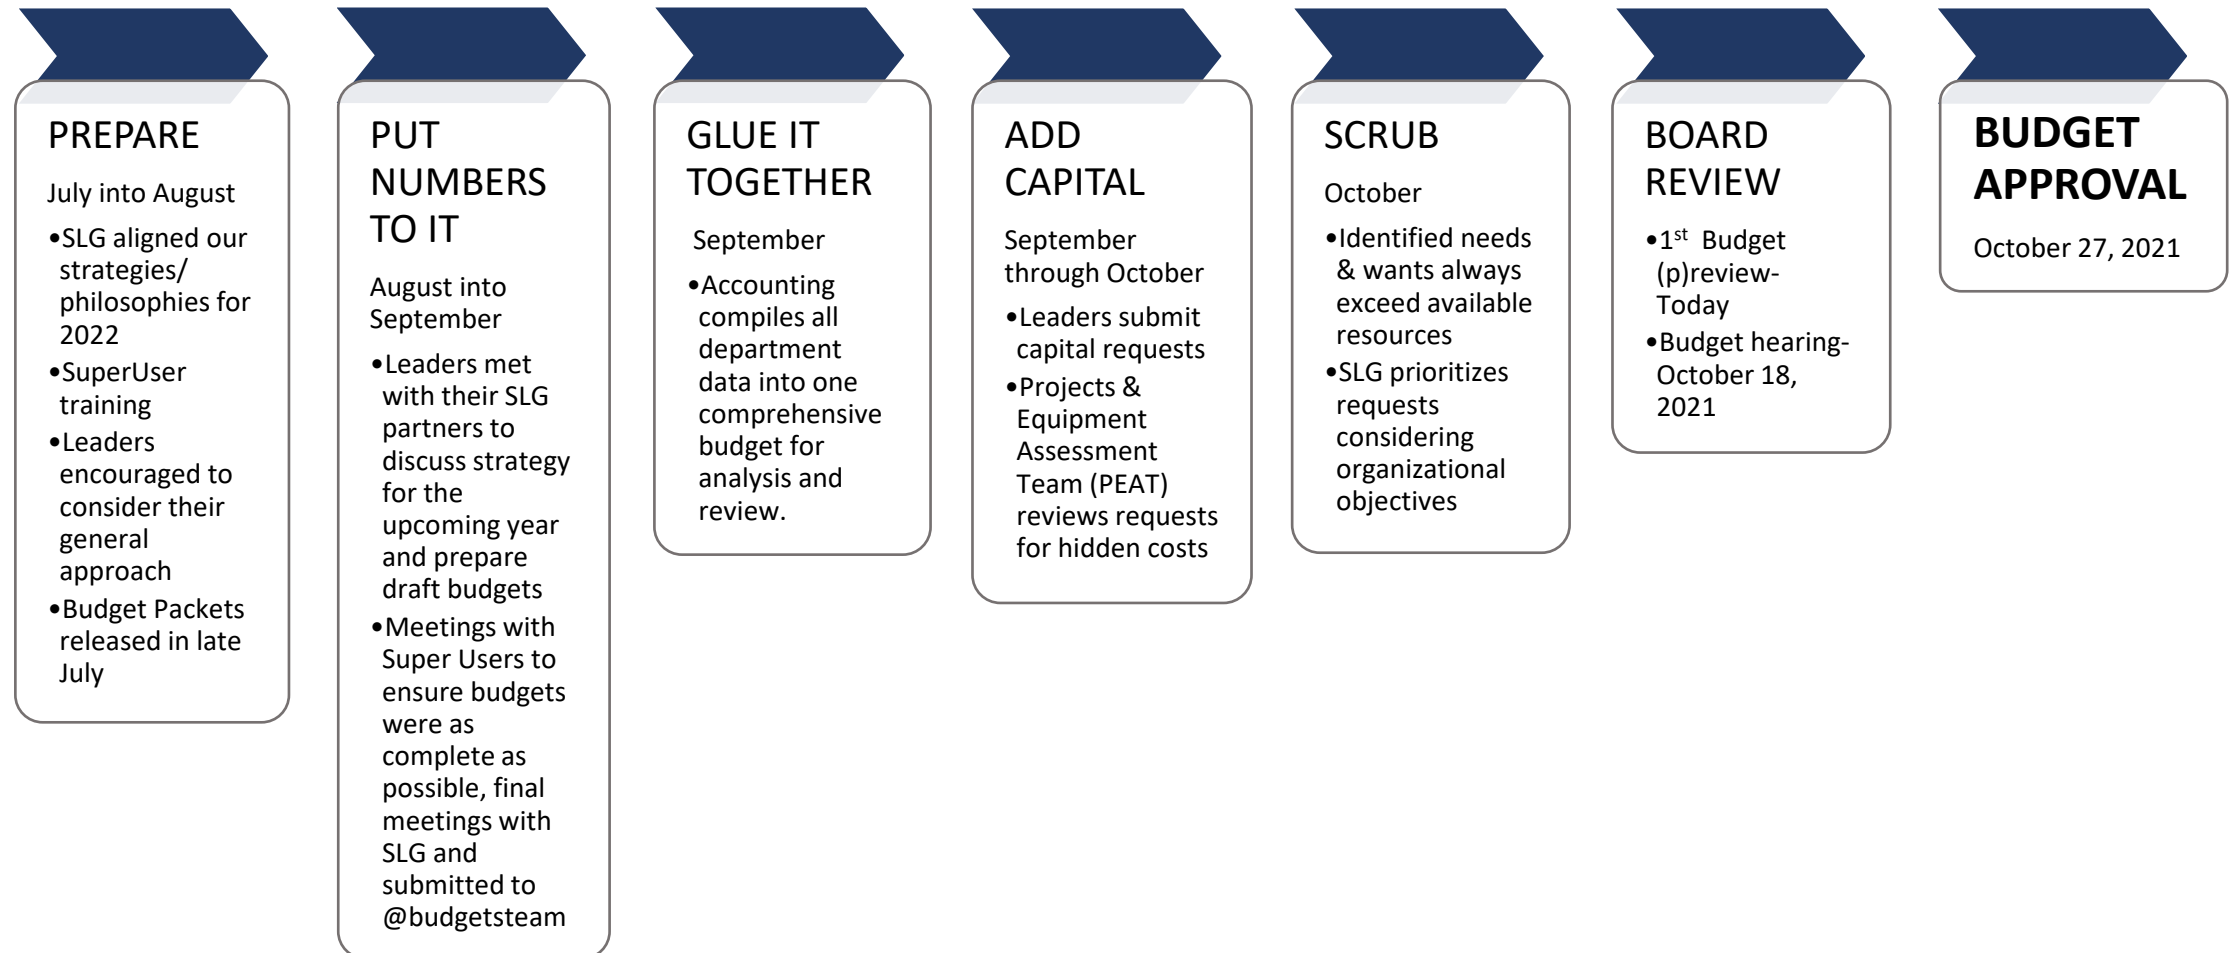 PREPARE
July into August
•SLG aligned our
strategies/
philosophies for
2022
•SuperUser
training
•Leaders
encouraged to
consider their
general
approach
•Budget Packets
released in late
July
PUT
NUMBERS
TO IT
August into
September
•Leaders met
with their SLG
partners to
discuss strategy
for the
upcoming year
and prepare
draft budgets
•Meetings with
Super Users to
ensure budgets
were as
complete as
possible, final
meetings with
SLG and
submitted to
@budgetsteam
GLUE IT
TOGETHER
September
•Accounting
compiles all
department
data into one
comprehensive
budget for
analysis and
review.
ADD
CAPITAL
September
through October
•Leaders submit
capital requests
•Projects &
Equipment
Assessment
Team (PEAT)
reviews requests
for hidden costs
SCRUB
October
•Identified needs
& wants always
exceed available
resources
•SLG prioritizes
requests
considering
organizational
objectives
BOARD
REVIEW
•1st Budget
(p)review-
Today
•Budget hearing-
October 18,
2021
BUDGET
APPROVAL
October 27, 2021